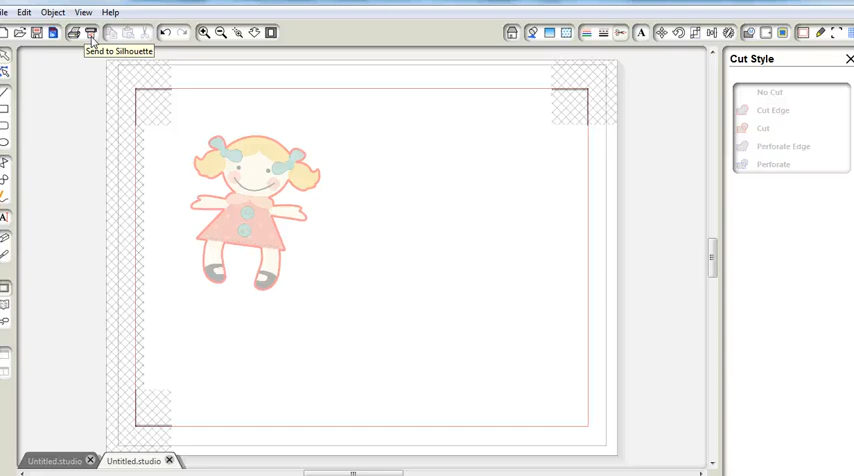 ile Edit Object View Help
Send to Silhouette
A
Cut Style
No Cut
Cut Edge
Cut
Perforate Edge
Perforate
A
Untitled.studio Untitled.studio